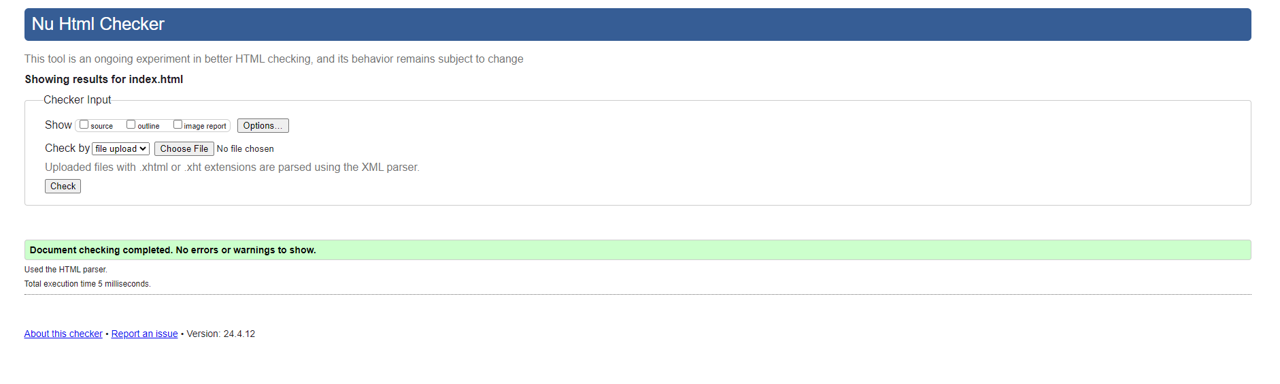 Nu Html Checker
This tool is an ongoing experiment in better HTML checking, and its behavior remains subject to change
Showing results for index.html
Checker Input
Show source outline image report Options...
Check by file upload Choose File No file chosen
Uploaded files with .xhtml or .xht extensions are parsed using the XML parser.
Check
Document checking completed. No errors or warnings to show.
Used the HTML parser.
Total execution time 5 milliseconds.
About this checker • Report an issue • Version: 24.4.12